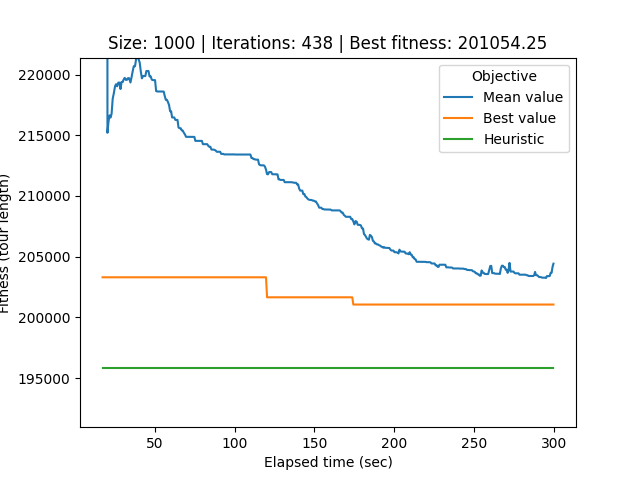 Size: 1000 | Iterations: 438 | Best fitness: 201054.25
Objective
Mean value
Best value
Heuristic
Fitness (tour length)
220000
215000
210000
205000
200000
195000
50 100 150 200 250 300
Elapsed time (sec)